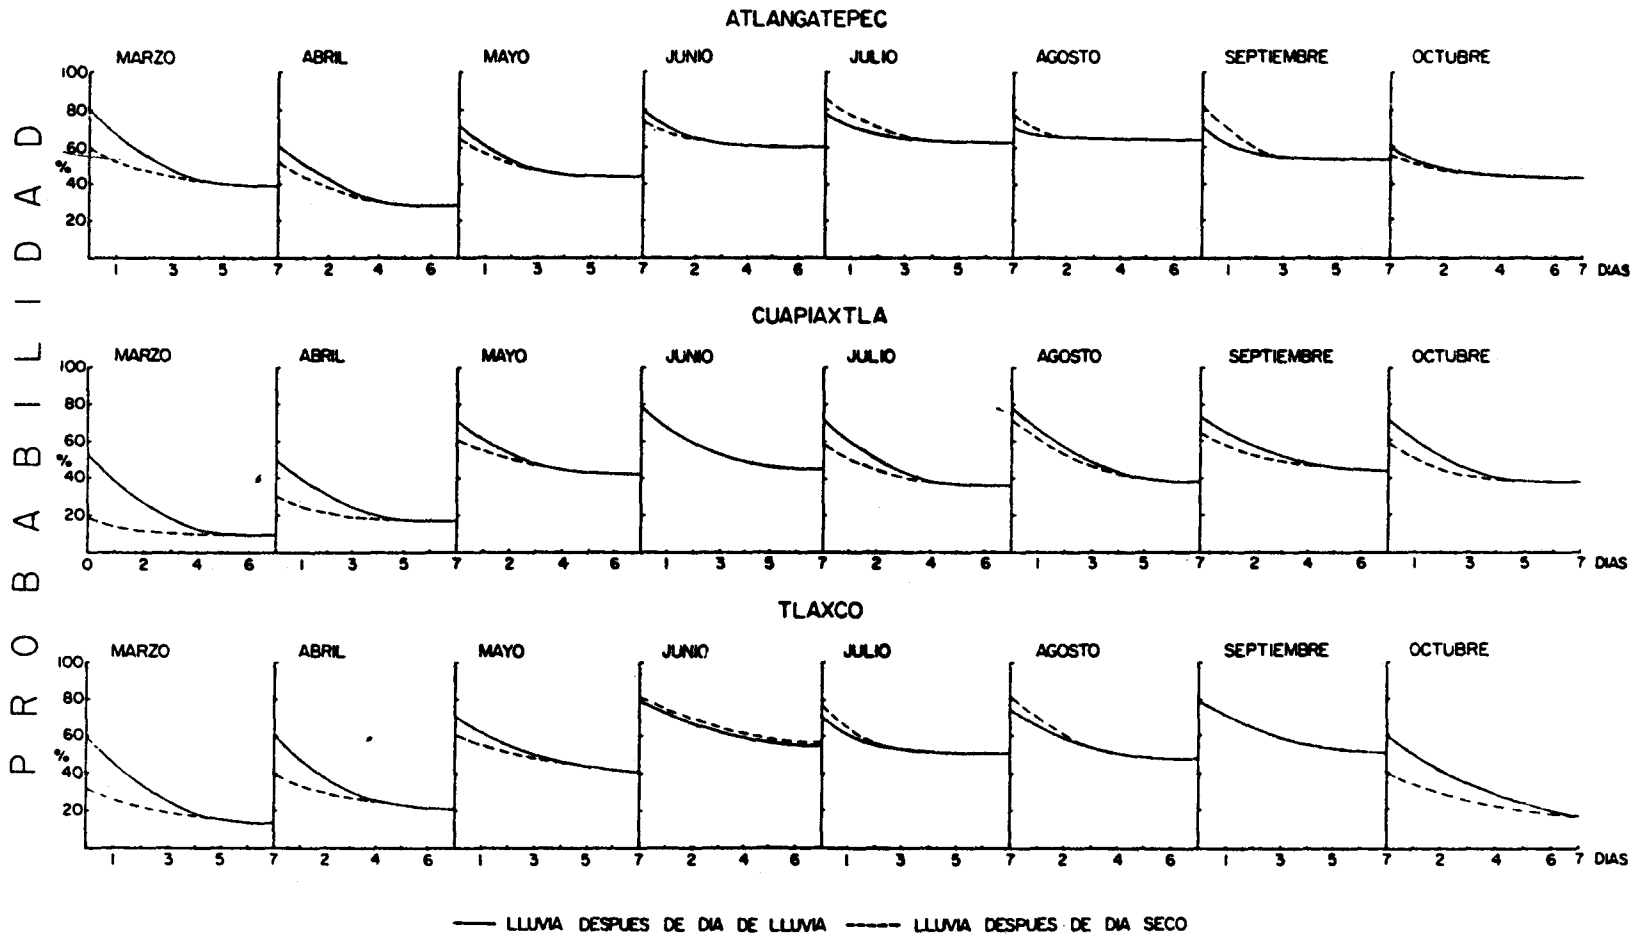 ATLANGATEPEC
MARZO ABRIL MAYO JUNIO JULIO AGOSTO SEPTIEMBRE OCTUBRE
100
80
60
%
40
20
1 3 5 7 2 4 6 1 3 5 7 2 4 6 1 3 5 7 2 4 6 1 3 5 7 2 4 6 7 DIAS
PROBABILIDAD
CUAPIAXTLA
MARZO ABRIL MAYO JUNIO JULIO AGOSTO SEPTIEMBRE OCTUBRE
100
80
60
%
40
20
0 2 4 6 1 3 5 7 2 4 6 1 3 5 7 2 4 6 1 3 5 7 2 4 6 1 3 5 7 DIAS
TLAXCO
MARZO ABRIL MAYO JUNIO JULIO AGOSTO SEPTIEMBRE OCTUBRE
100
80
60
%
40
20
1 3 5 7 2 4 6 1 3 5 7 2 4 6 1 3 5 7 2 4 6 1 3 5 7 2 4 6 7 DIAS
LLUVIA DESPUES DE DIA DE LLUVIA LLUVIA DESPUES DE DIA SECO